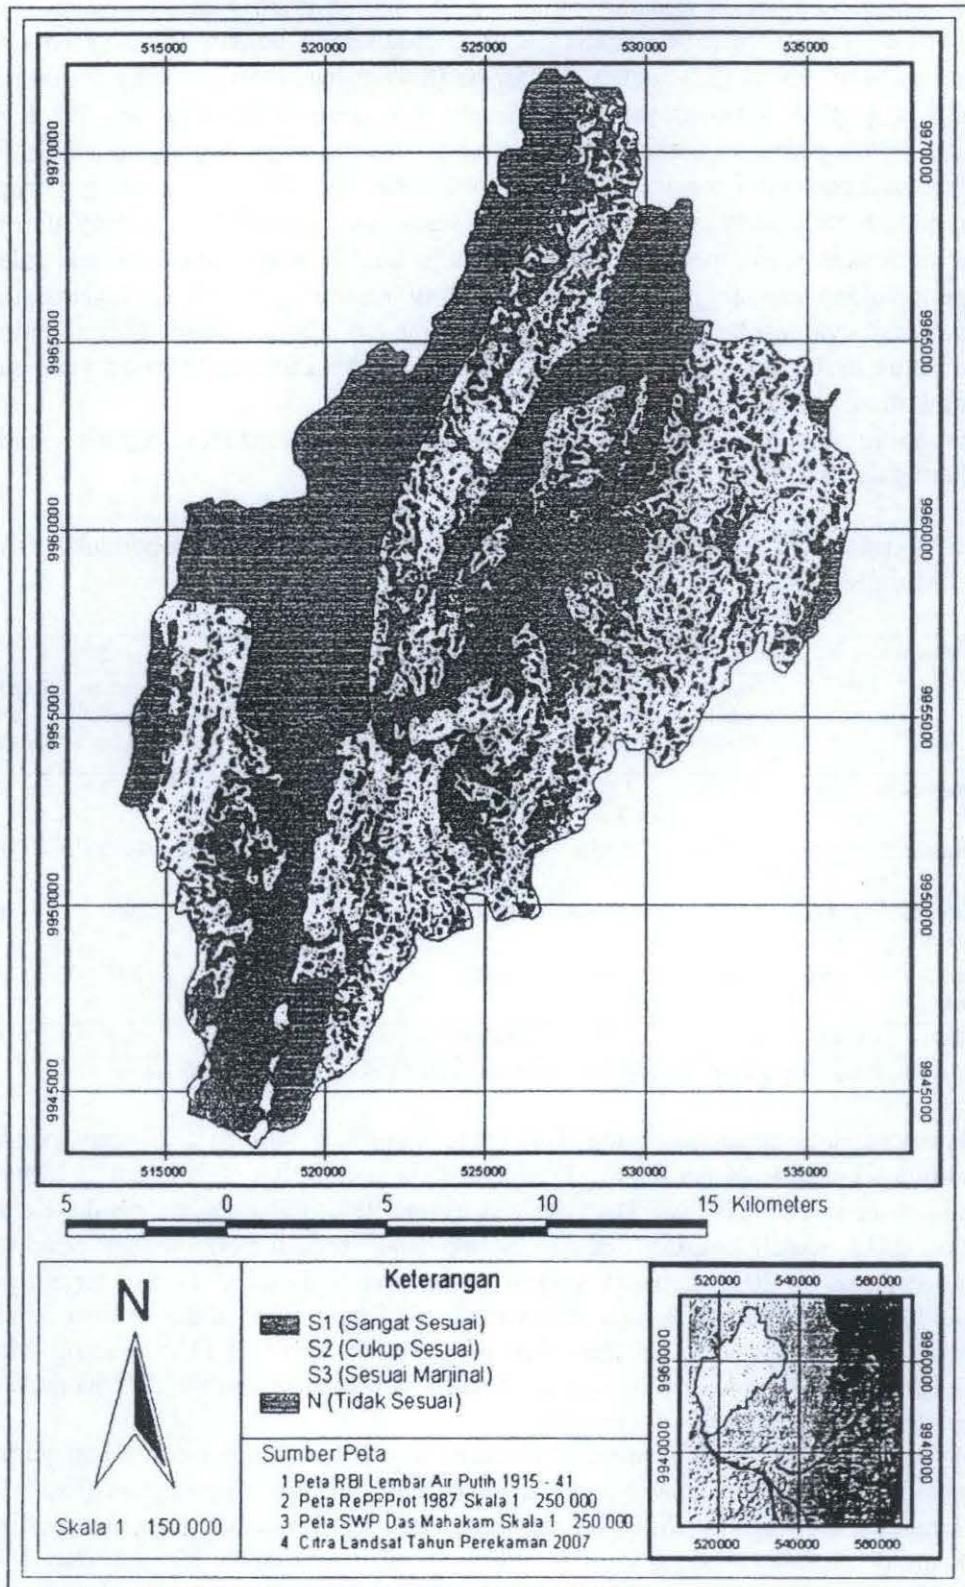 515000 520000 525000 530000 535000
9970000 9970000
9965000 9965000
9960000 9960000
9955000 9955000
9950000 9950000
9945000 9945000
515000 520000 525000 530000 535000
5 0 5 10 15 Kilometers
N
Skala 1 150.000
Keterangan
S1 (Sangat Sesuai)
S2 (Cukup Sesuai)
S3 (Sesuai Marjinal)
N (Tidak Sesuai)
Sumber Peta
1 Peta RBI Lembar Air Putih 1915 - 41
2 Peta RePPProt 1987 Skala 1 250 000
3 Peta SWP Das Mahakam Skala 1 250 000
4 Citra Landsat Tahun Perekaman 2007
520000 540000 560000
9960000 9960000
9940000 9940000
520000 540000 560000